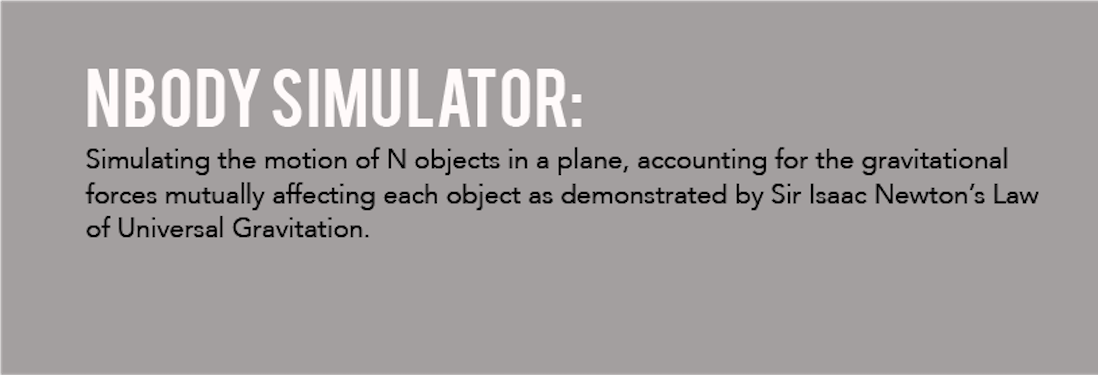 NBODY SIMULATOR:
Simulating the motion of N objects in a plane, accounting for the gravitational
forces mutually affecting each object as demonstrated by Sir Isaac Newton’s Law
of Universal Gravitation.